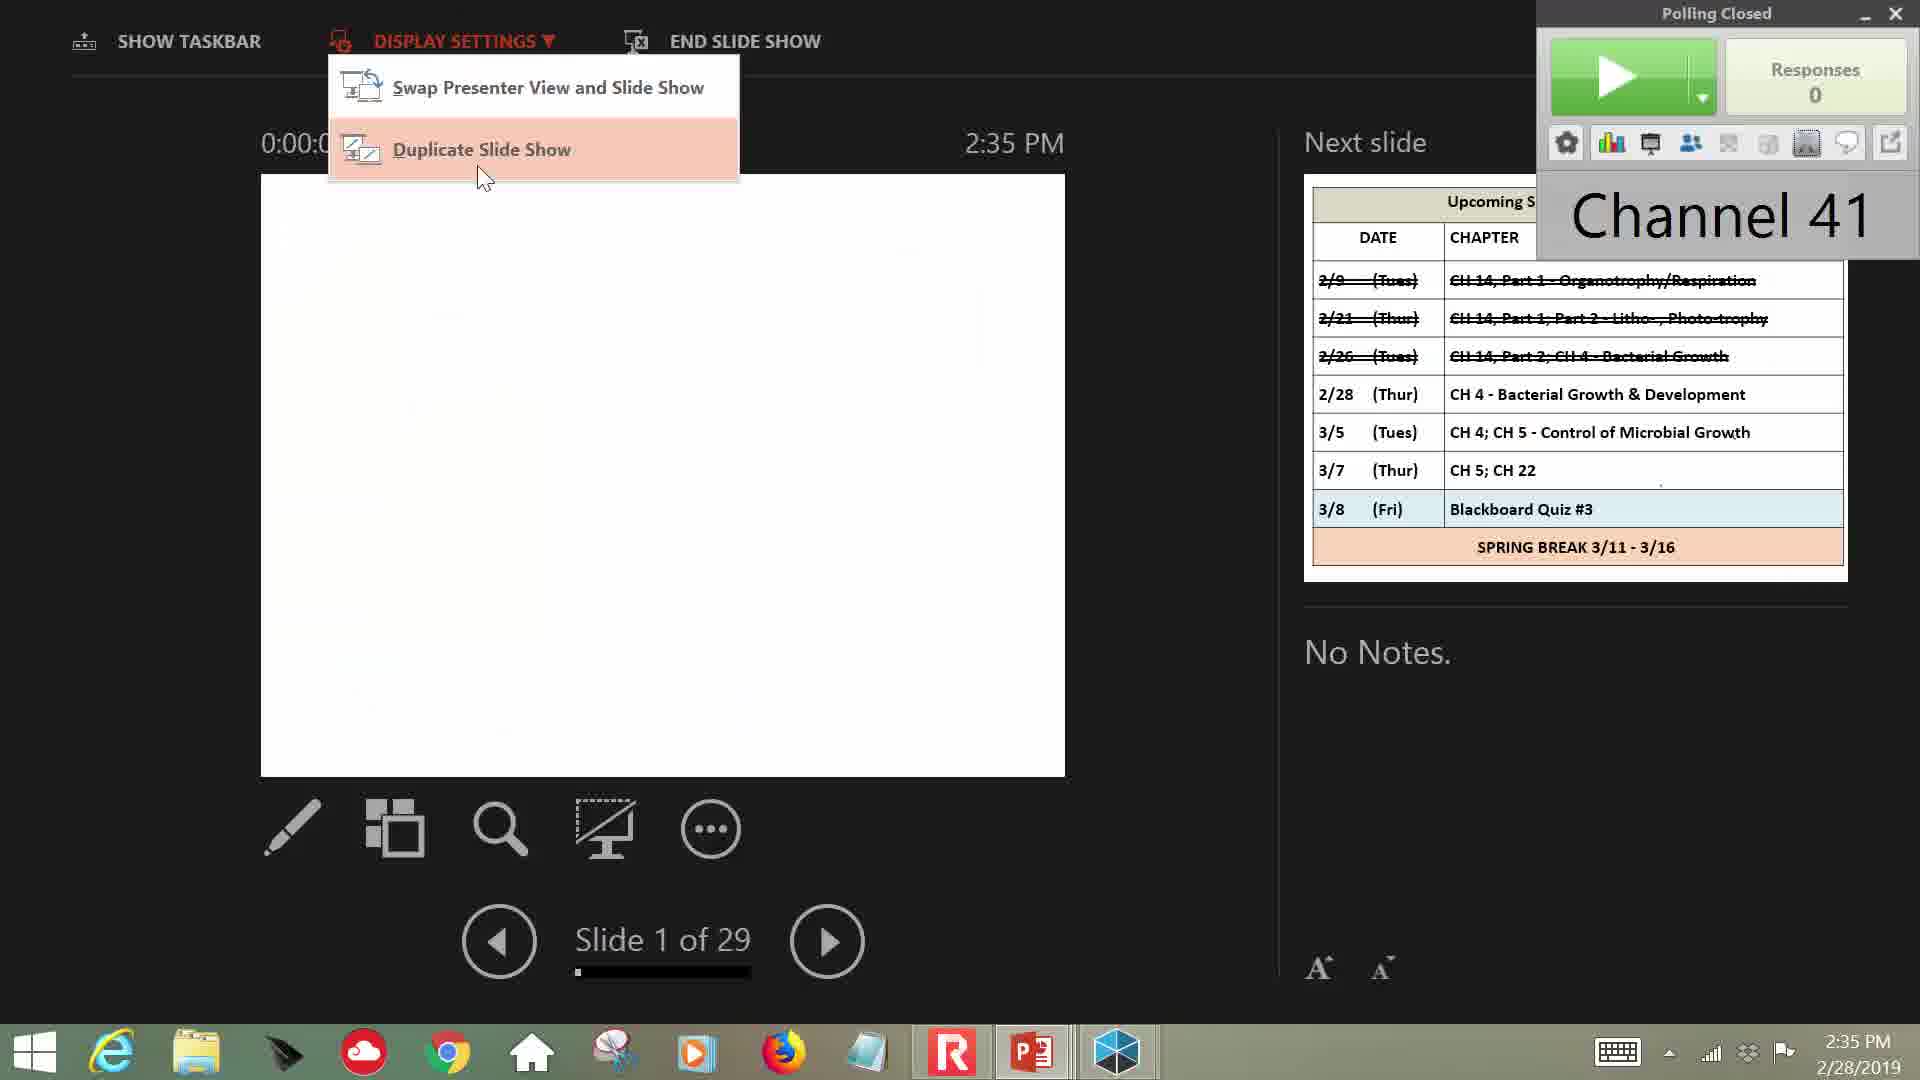 SHOW TASKBAR
DISPLAY SETTINGS ▼
END SLIDE SHOW
Swap Presenter View and Slide Show
Duplicate Slide Show
0:00:0
2:35 PM
Next slide
Polling Closed
Responses
0
Channel 41
Upcoming S
DATE CHAPTER
2/9 (Tues) CH 14, Part 1 - Organotrophy/Respiration
2/21 (Thur) CH 14, Part 1; Part 2 - Litho- , Photo-trophy
2/26 (Tues) CH 14, Part 2; CH 4 - Bacterial Growth
2/28 (Thur) CH 4 - Bacterial Growth & Development
3/5 (Tues) CH 4; CH 5 - Control of Microbial Growth
3/7 (Thur) CH 5; CH 22
3/8 (Fri) Blackboard Quiz #3
SPRING BREAK 3/11 - 3/16
No Notes.
Slide 1 of 29
2:35 PM
2/28/2019